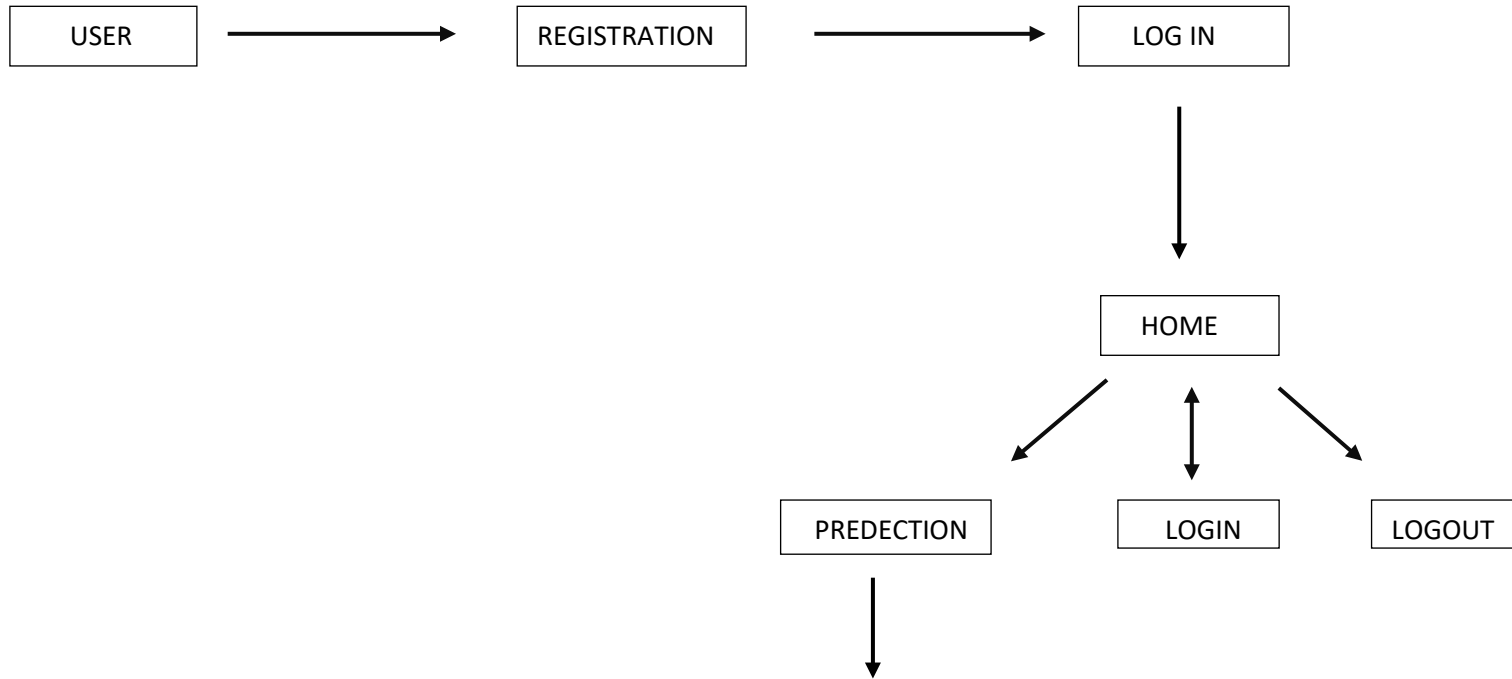 USER
REGISTRATION
LOG IN
HOME
PREDECTION
LOGIN
LOGOUT